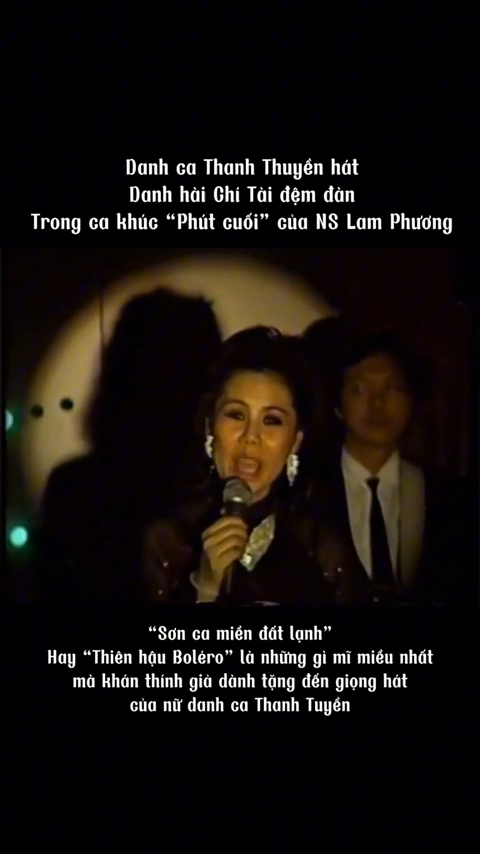 Danh ca Thanh Thuyền hát
Danh hài Chí Tài đệm đàn
Trong ca khúc “Phút cuối” của NS Lam Phương
“Sơn ca miền đất lạnh”
Hay “Thiên hậu Boléro” là những gì mĩ miều nhất
mà khán thính giả dành tặng đến giọng hát
của nữ danh ca Thanh Tuyền